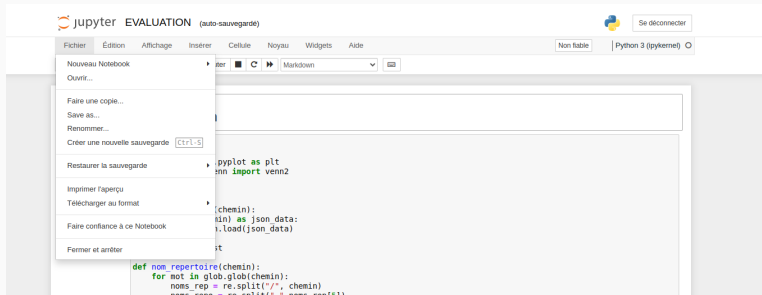 jupyter EVALUATION (auto-sauvegardé)
Se déconnecter
Fichier Édition Affichage Insérer Cellule Noyau Widgets Aide
Non fiable Python 3 (ipykernel)
Nouveau Notebook
Ouvrir...
Markdown
Faire une copie...
Save as...
Renommer...
Créer une nouvelle sauvegarde Ctrl-S
Restaurer la sauvegarde
Imprimer l'aperçu
Télécharger au format
Faire confiance à ce Notebook
Fermer et arrêter
.pyplot as plt
enn import venn2
(chemin):
min) as json_data:
n.load(json_data)
st
def nom_repertoire(chemin):
for mot in glob.glob(chemin):
noms_rep = re.split("/", chemin)